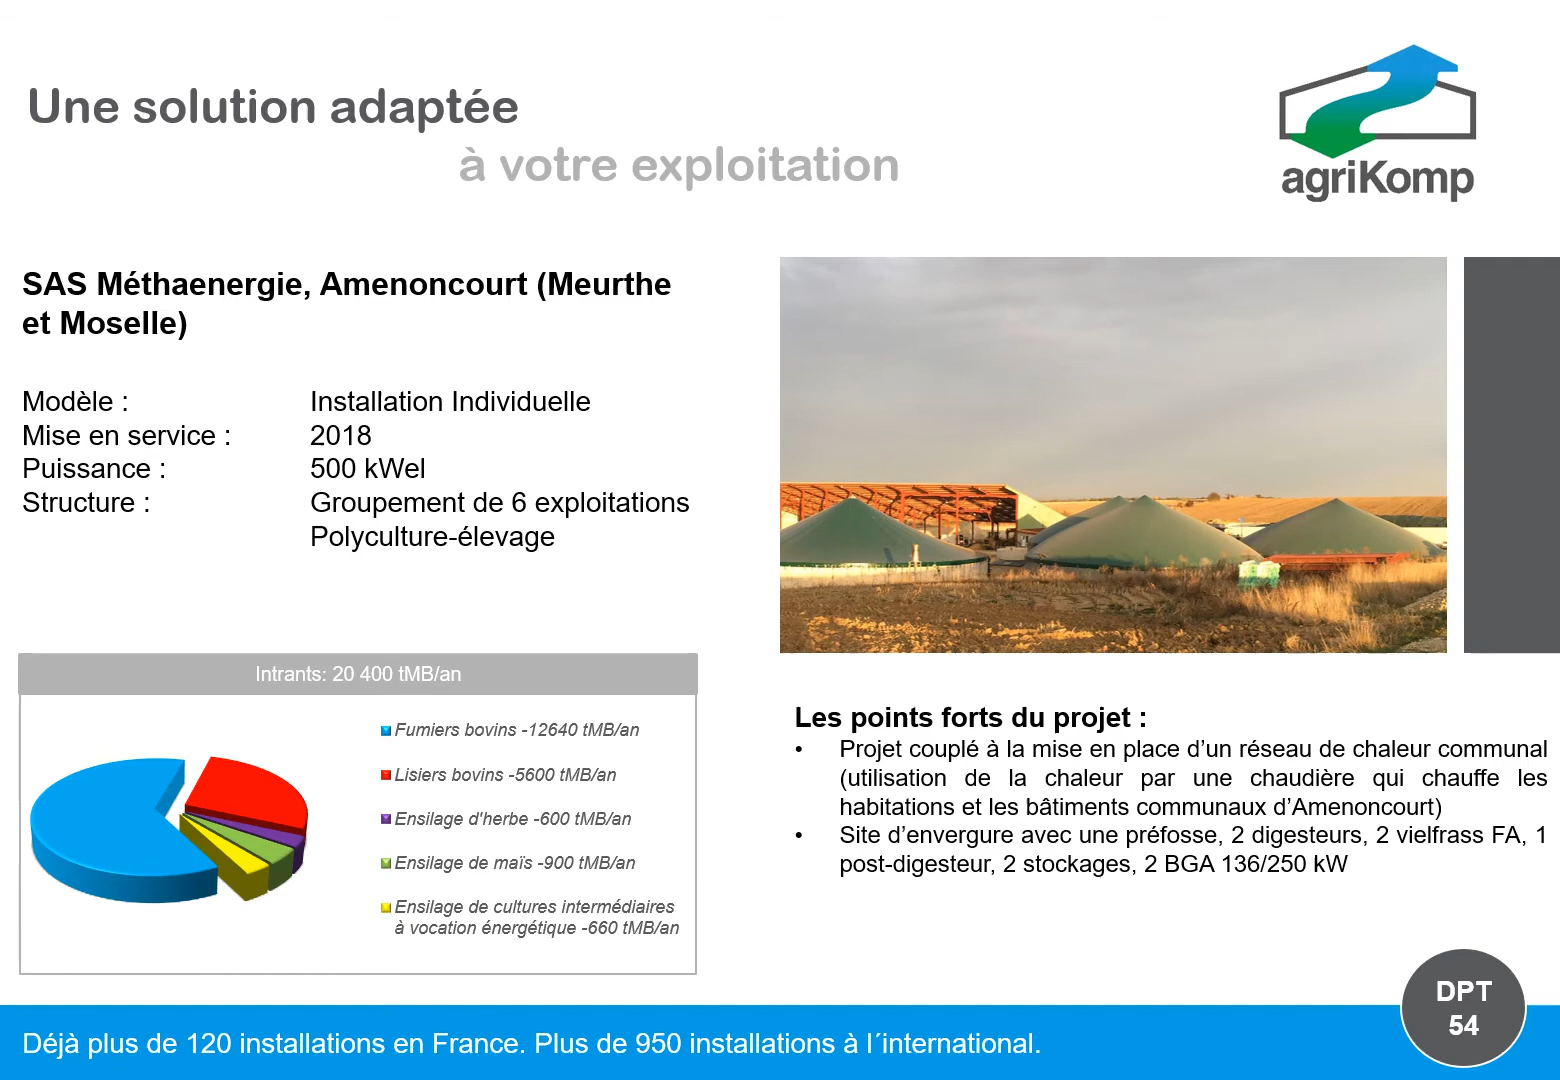 Une solution adaptée
à votre exploitation
agriKomp
SAS Méthaenergie, Amenoncourt (Meurthe
et Moselle)
Modèle : Installation Individuelle
Mise en service : 2018
Puissance : 500 kWel
Structure : Groupement de 6 exploitations
Polyculture-élevage
Intrants: 20 400 tMB/an
Fumiers bovins -12640 tMB/an
Lisiers bovins -5600 tMB/an
Ensilage d'herbe -600 tMB/an
Ensilage de maïs -900 tMB/an
Ensilage de cultures intermédiaires
à vocation énergétique -660 tMB/an
Les points forts du projet :
• Projet couplé à la mise en place d’un réseau de chaleur communal
(utilisation de la chaleur par une chaudière qui chauffe les
habitations et les bâtiments communaux d’Amenoncourt)
• Site d’envergure avec une préfosse, 2 digesteurs, 2 vielfrass FA, 1
post-digesteur, 2 stockages, 2 BGA 136/250 kW
DPT
54
Déjà plus de 120 installations en France. Plus de 950 installations à l´international.